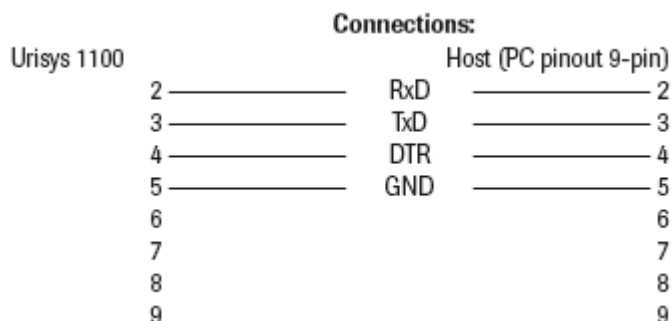 Connections:
Urisys 1100 Host (PC pinout 9-pin)
2 RxD 2
3 TxD 3
4 DTR 4
5 GND 5
6 6
7 7
8 8
9 9